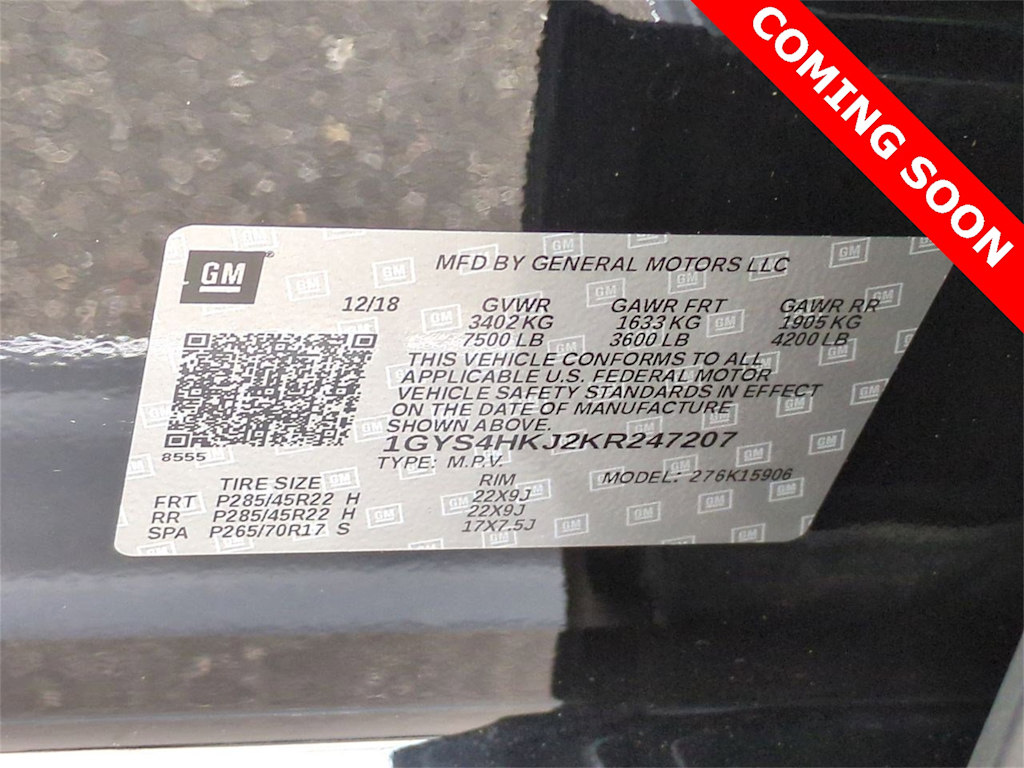 COMING SOON
GM
MFD BY GENERAL MOTORS LLC
12/18 GVWR GAWR FRT GAWR RR
3402 KG 1633 KG 1905 KG
7500 LB 3600 LB 4200 LB
THIS VEHICLE CONFORMS TO ALL
APPLICABLE U.S. FEDERAL MOTOR
VEHICLE SAFETY STANDARDS IN EFFECT
ON THE DATE OF MANUFACTURE
SHOWN ABOVE.
1GYS4HKJ2KR247207
8555
TYPE: M.P.V. MODEL: 276K15906
TIRE SIZE RIM
FRT P285/45R22 H 22X9J
RR P285/45R22 H 22X9J
SPA P265/70R17 S 17X7.5J